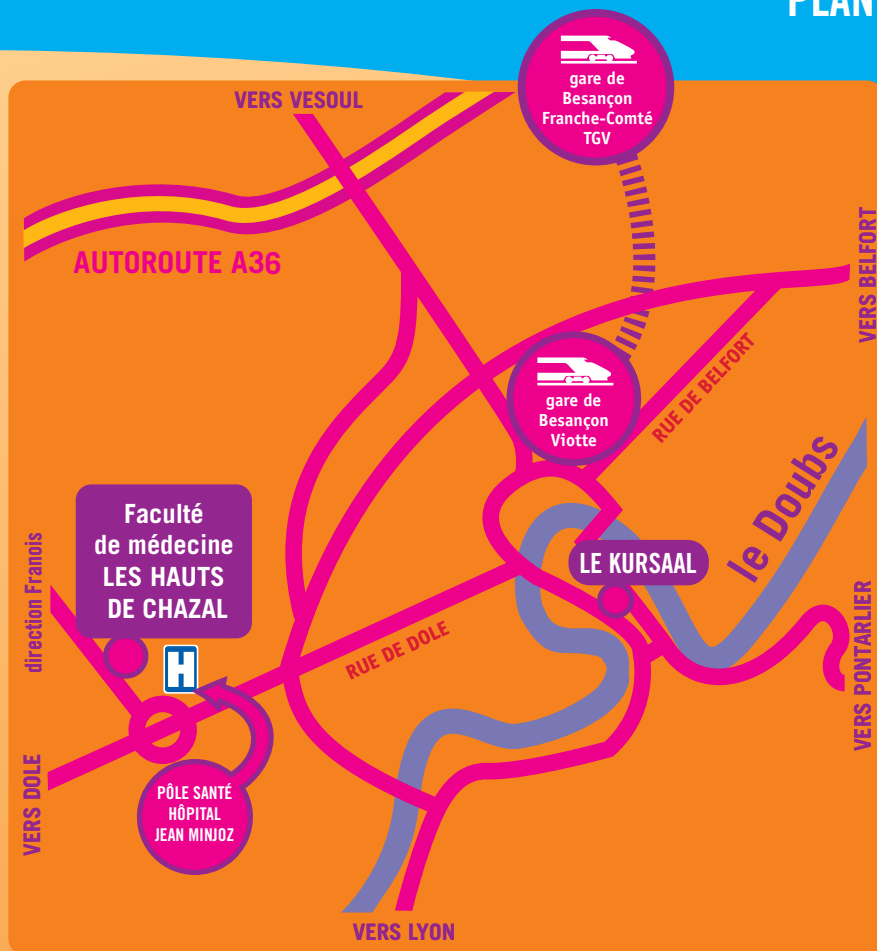 PLAN
gare de
Besançon
Franche-Comté
TGV
VERS VESOUL
AUTOROUTE A36
VERS BELFORT
gare de
Besançon
Viotte
RUE DE BELFORT
le Doubs
Faculté
de médecine
LES HAUTS
DE CHAZAL
LE KURSAAL
direction Franois
H
RUE DE DOLE
VERS PONTARLIER
VERS DOLE
PÔLE SANTÉ
HÔPITAL
JEAN MINJOZ
VERS LYON